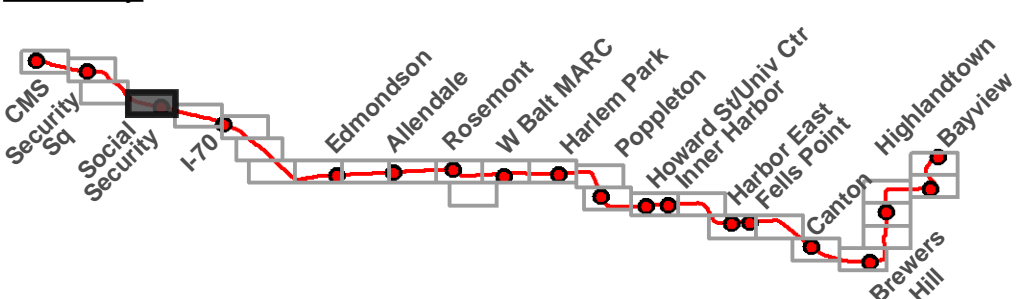 CMS
Security
Sq
Social
Security
I-70
Edmondson
Allendale
Rosemont
W Balt MARC
Harlem Park
Poppleton
Howard St/Univ Ctr
Inner Harbor
Harbor East
Fells Point
Canton
Brewers
Hill
Highlandtown
Bayview